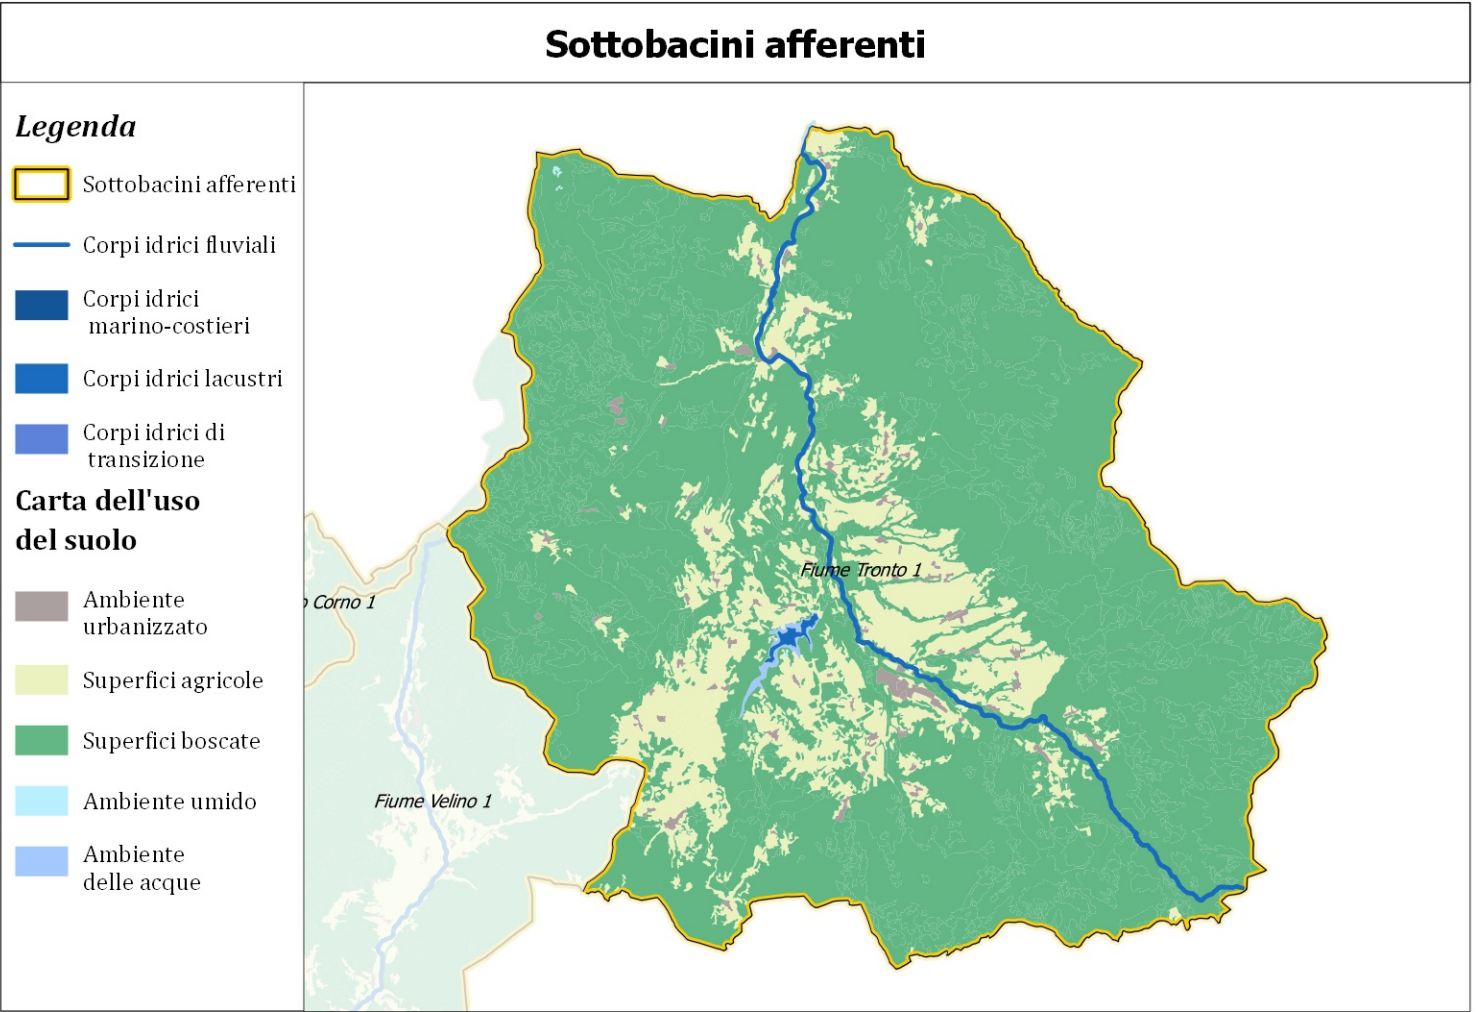 Sottobacini afferenti
Legenda
Sottobacini afferenti
Corpi idrici fluviali
Corpi idrici
marino-costieri
Corpi idrici lacustri
Corpi idrici di
transizione
Carta dell'uso
del suolo
Ambiente
urbanizzato
Superfici agricole
Superfici boscate
Ambiente umido
Ambiente
delle acque
Fiume Tronto 1
Corno 1
Fiume Velino 1